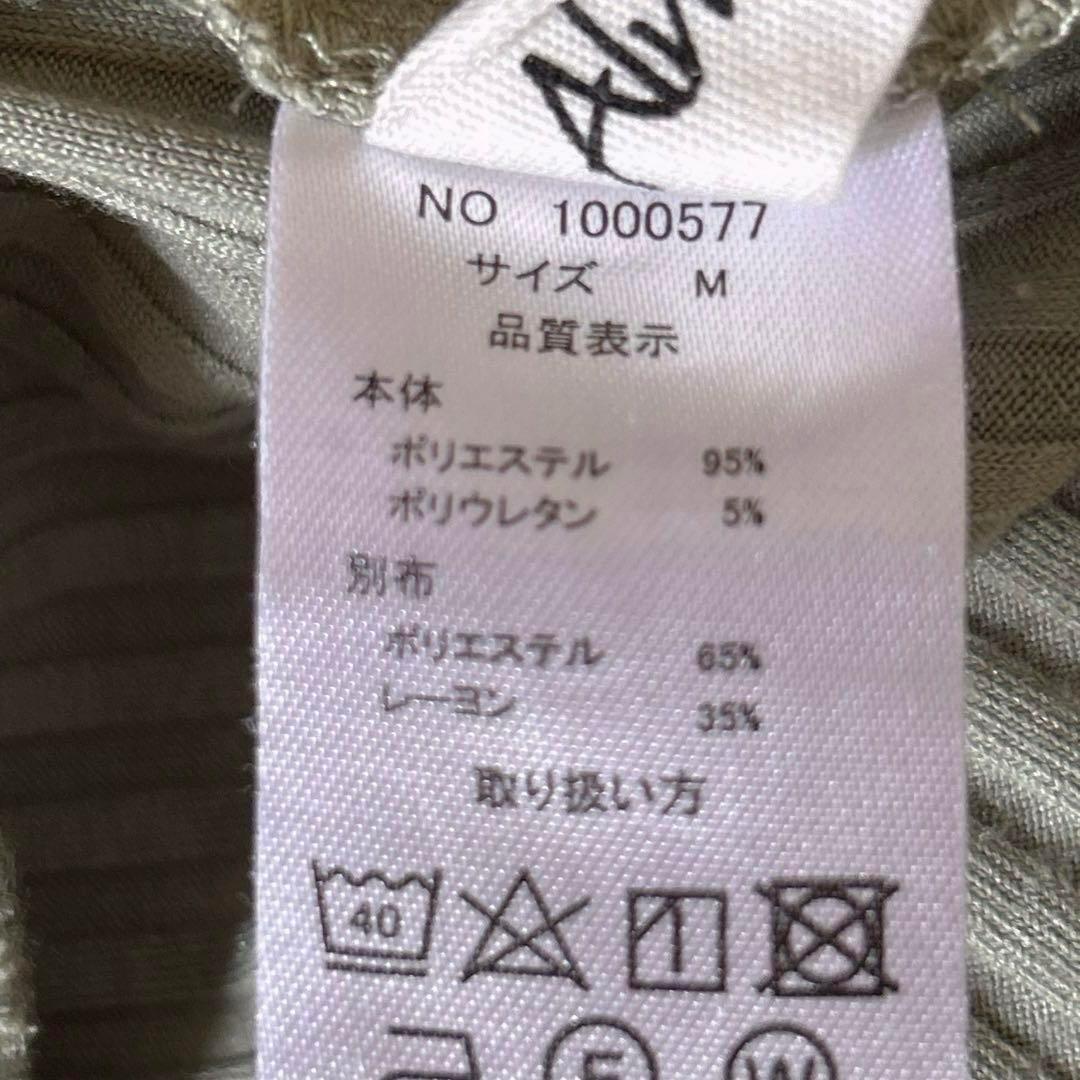 NO 1000577
サイズ M
品質表示
本体
ポリエステル 95%
ポリウレタン 5%
別布
ポリエステル 65%
レーヨン 35%
取り扱い方
40
F W